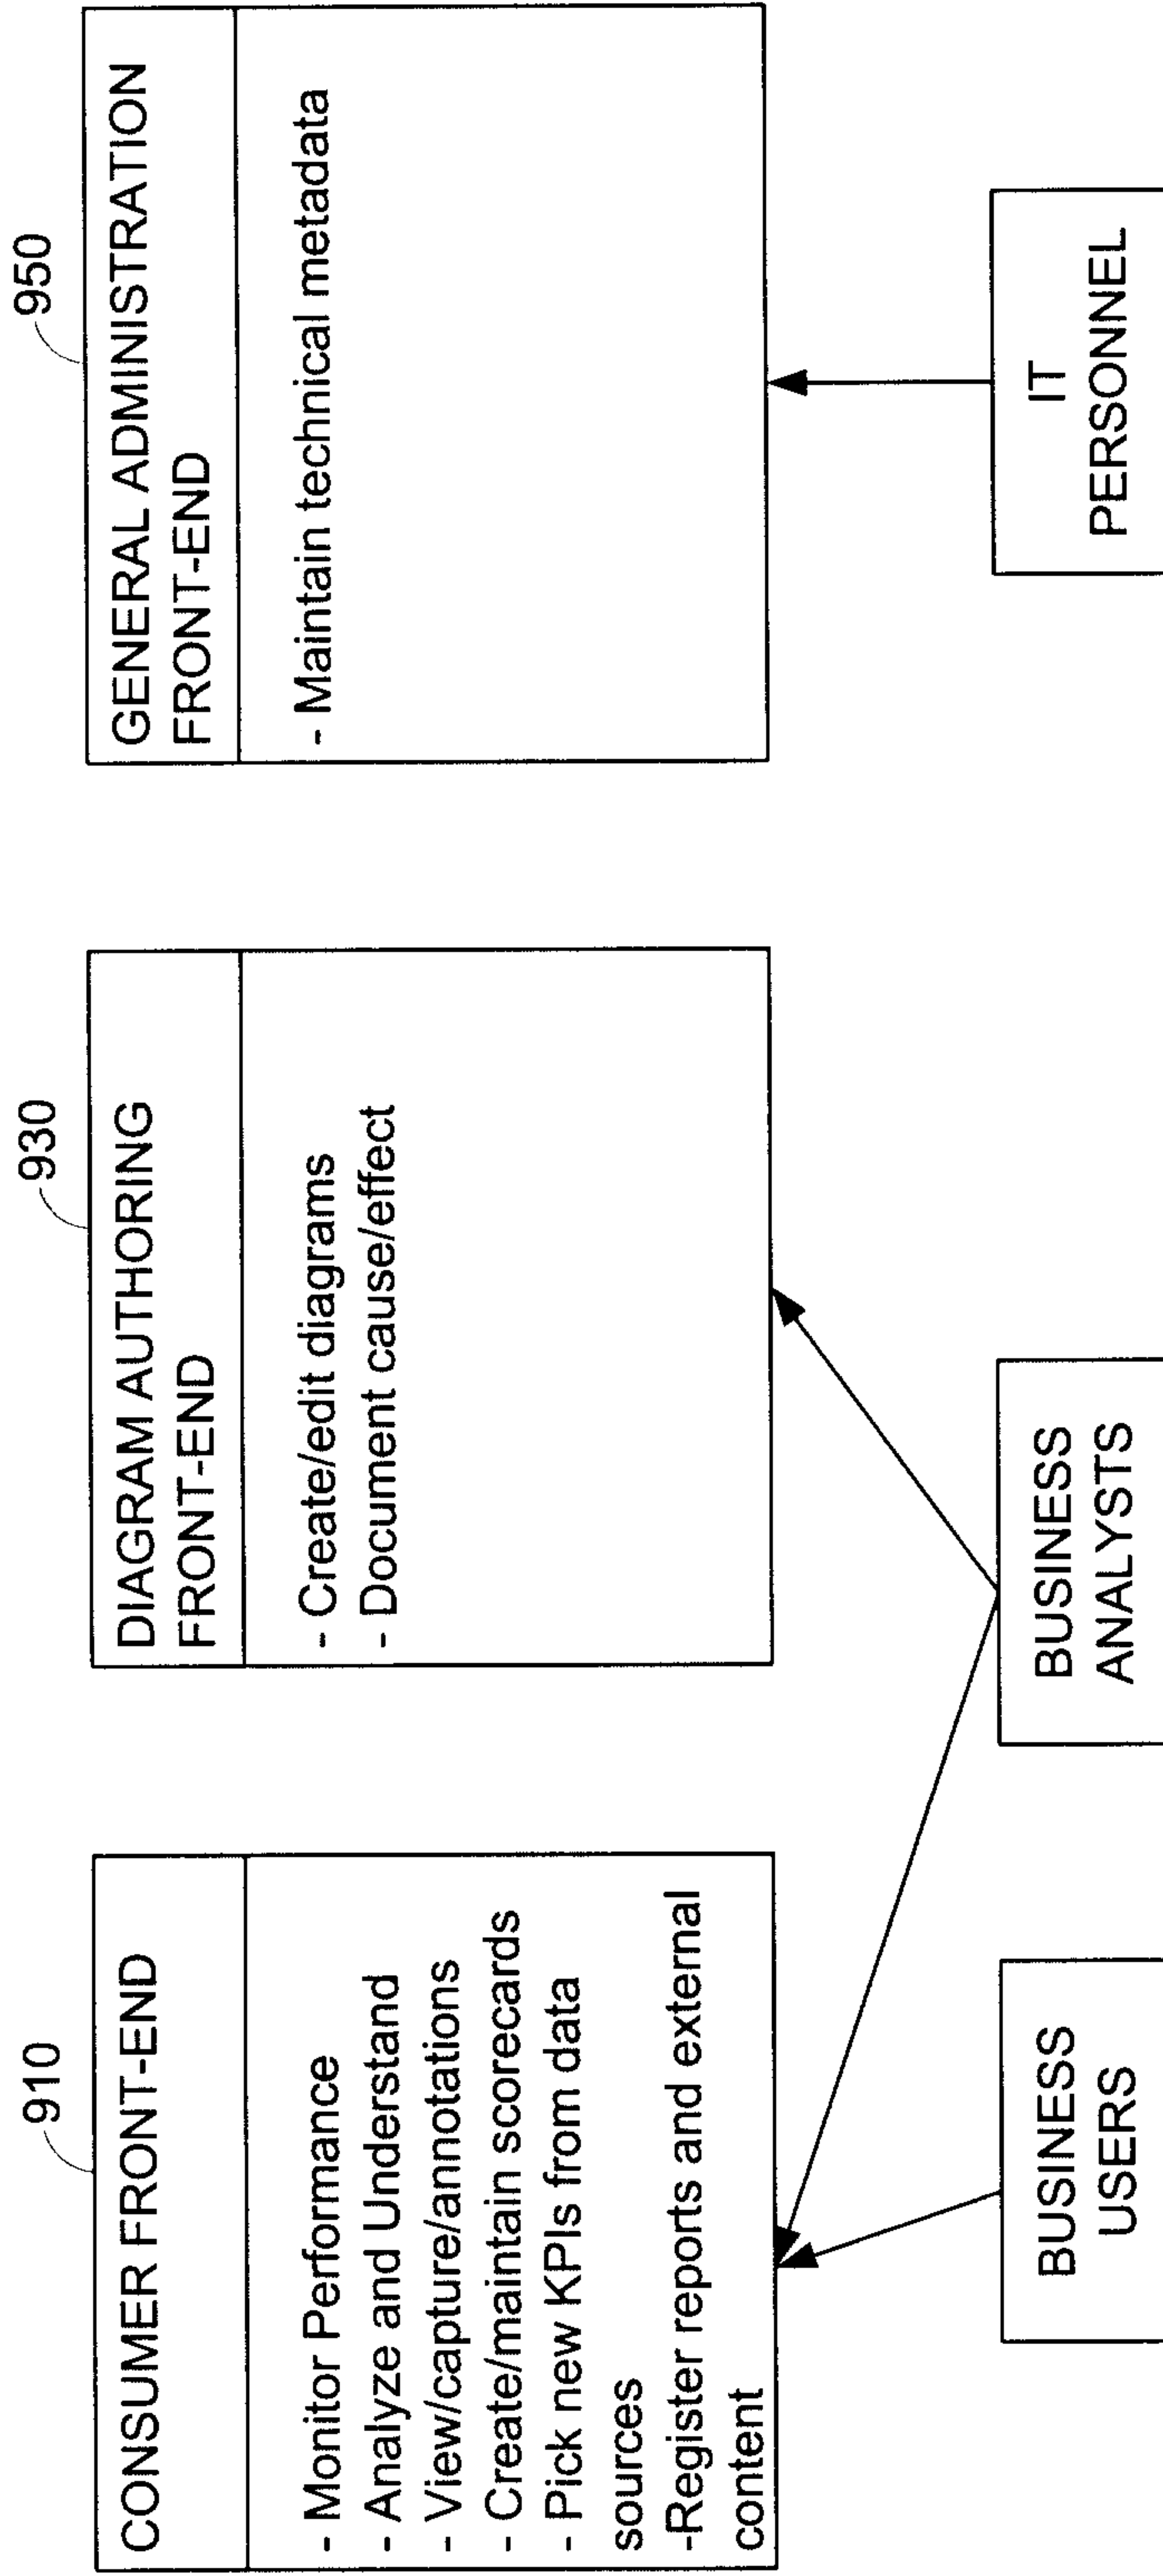 910
CONSUMER FRONT-END
- Monitor Performance
- Analyze and Understand
- View/capture/annotations
- Create/maintain scorecards
- Pick new KPIs from data
sources
-Register reports and external
content
930
DIAGRAM AUTHORING
FRONT-END
- Create/edit diagrams
- Document cause/effect
950
GENERAL ADMINISTRATION
FRONT-END
- Maintain technical metadata
BUSINESS
USERS
BUSINESS
ANALYSTS
IT
PERSONNEL